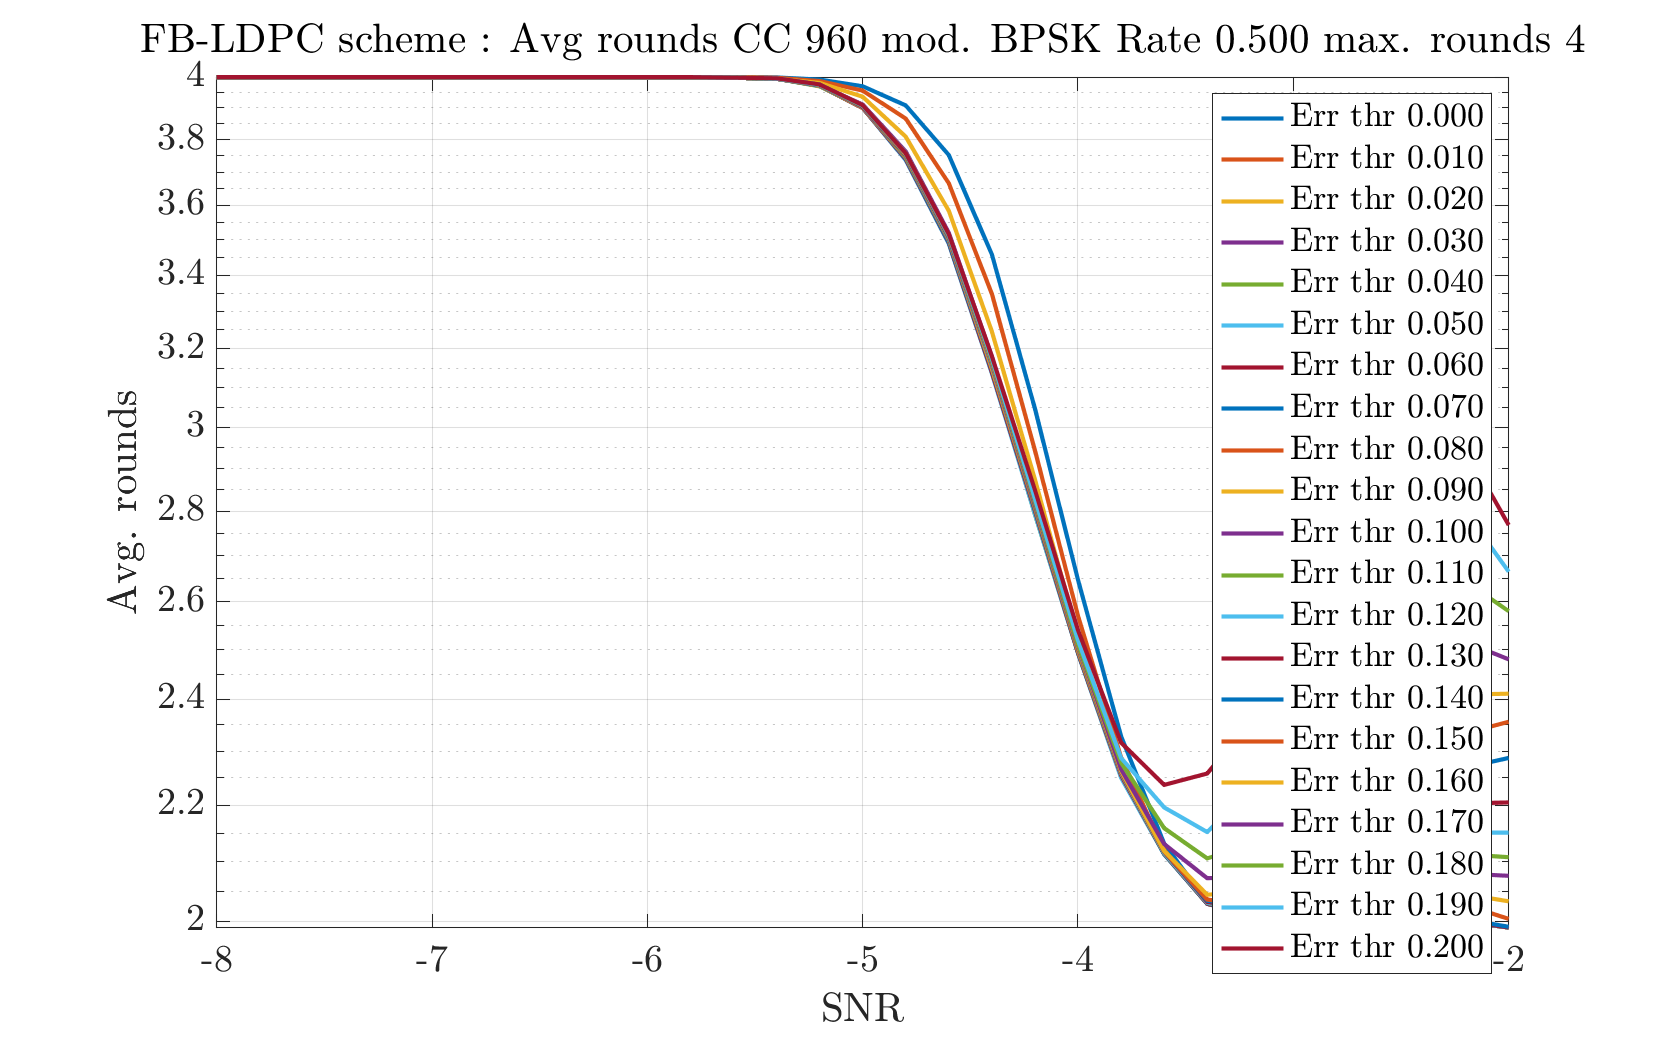 FB-LDPC scheme : Avg rounds CC 960 mod. BPSK Rate 0.500 max. rounds 4
4
3.8
3.6
3.4
3.2
3
2.8
2.6
2.4
2.2
2
Avg. rounds
-8
-7
-6
-5
-4
-2
SNR
Err thr 0.000
Err thr 0.010
Err thr 0.020
Err thr 0.030
Err thr 0.040
Err thr 0.050
Err thr 0.060
Err thr 0.070
Err thr 0.080
Err thr 0.090
Err thr 0.100
Err thr 0.110
Err thr 0.120
Err thr 0.130
Err thr 0.140
Err thr 0.150
Err thr 0.160
Err thr 0.170
Err thr 0.180
Err thr 0.190
Err thr 0.200